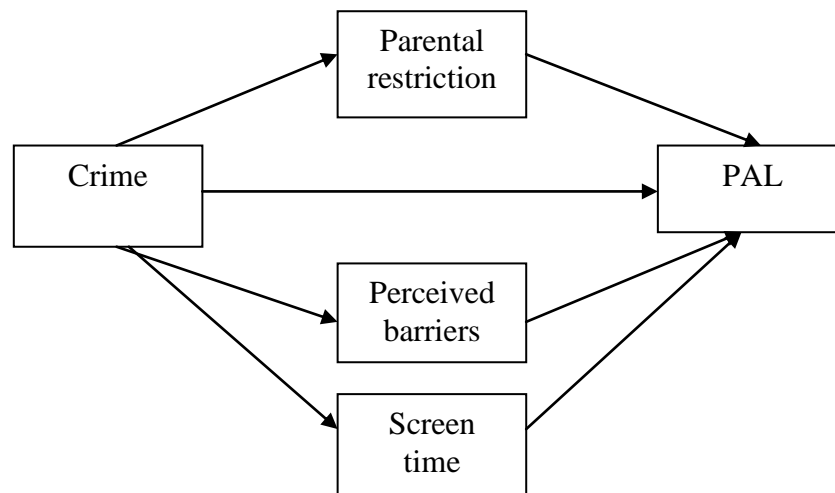 Parental
restriction
Crime
PAL
Perceived
barriers
Screen
time